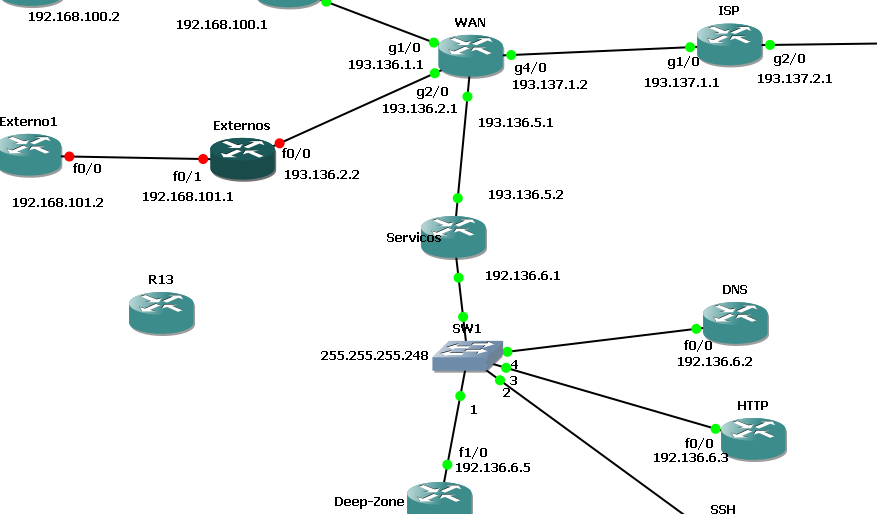 192.168.100.2
192.168.100.1
WAN
ISP
g1/0
193.136.1.1
g4/0
193.137.1.2
g1/0
193.137.1.1
g2/0
193.137.2.1
g2/0
193.136.2.1
Externo1
Externos
193.136.5.1
f0/0
f0/1
f0/0
193.136.2.2
192.168.101.2
192.168.101.1
193.136.5.2
Servicos
192.136.6.1
R13
DNS
SW1
255.255.255.248
f0/0
192.136.6.2
4
3
2
1
HTTP
f0/0
192.136.6.3
f1/0
192.136.6.5
Deep-Zone
SSH